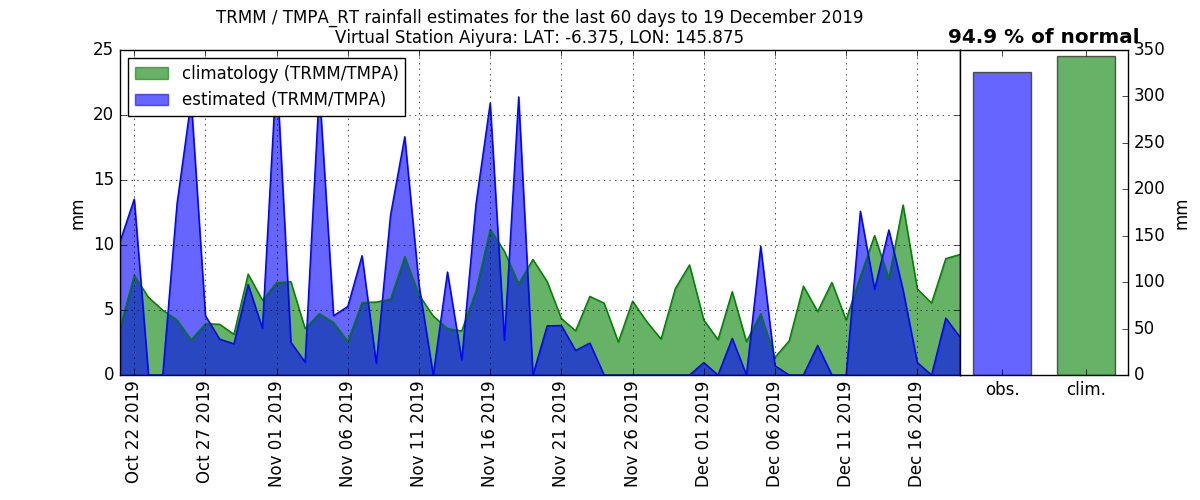 TRMM / TMPA_RT rainfall estimates for the last 60 days to 19 December 2019
Virtual Station Aiyura: LAT: -6.375, LON: 145.875
94.9 % of normal
climatology (TRMM/TMPA)
estimated (TRMM/TMPA)
25
20
15
10
5
0
mm
350
300
250
200
150
100
50
0
mm
Oct 22 2019
Oct 27 2019
Nov 01 2019
Nov 06 2019
Nov 11 2019
Nov 16 2019
Nov 21 2019
Nov 26 2019
Dec 01 2019
Dec 06 2019
Dec 11 2019
Dec 16 2019
obs.
clim.